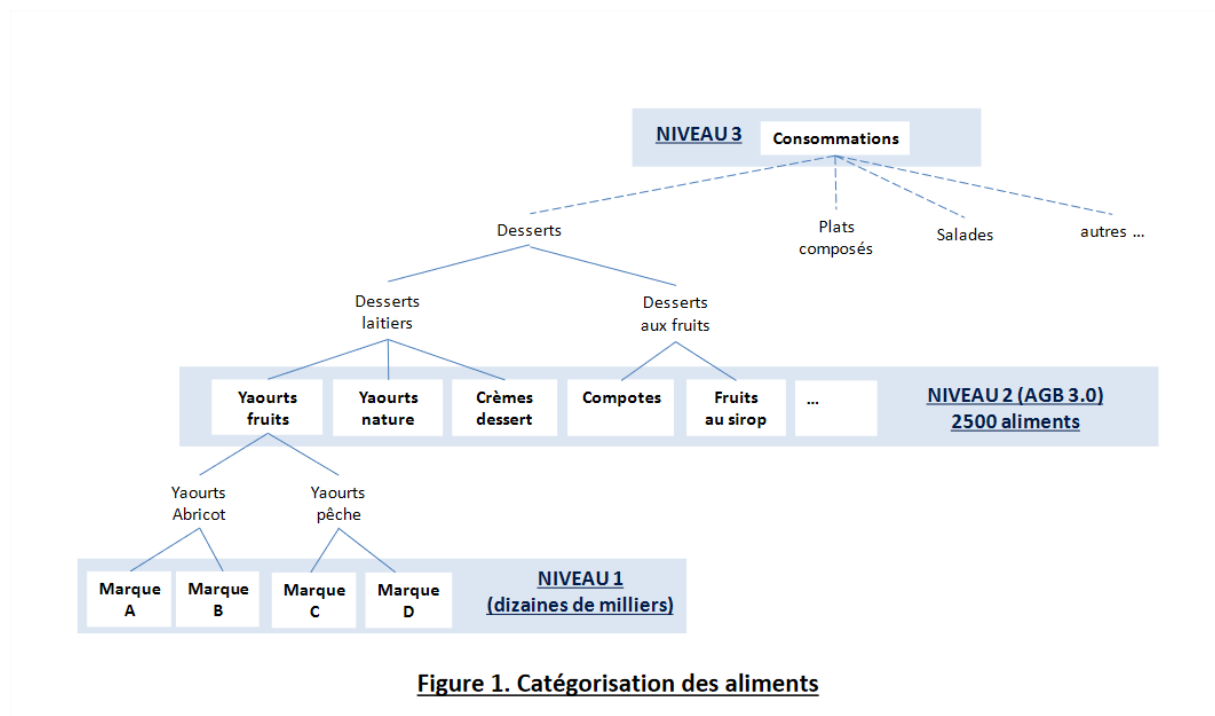 NIVEAU 3
Consommations
Desserts
Plats
composés
Salades
autres ...
Desserts
laitiers
Desserts
aux fruits
Yaourts
fruits
Yaourts
nature
Crèmes
dessert
Compotes
Fruits
au sirop
...
NIVEAU 2 (AGB 3.0)
2500 aliments
Yaourts
Abricot
Yaourts
pêche
Marque
A
Marque
B
Marque
C
Marque
D
NIVEAU 1
(dizaines de milliers)
Figure 1. Catégorisation des aliments